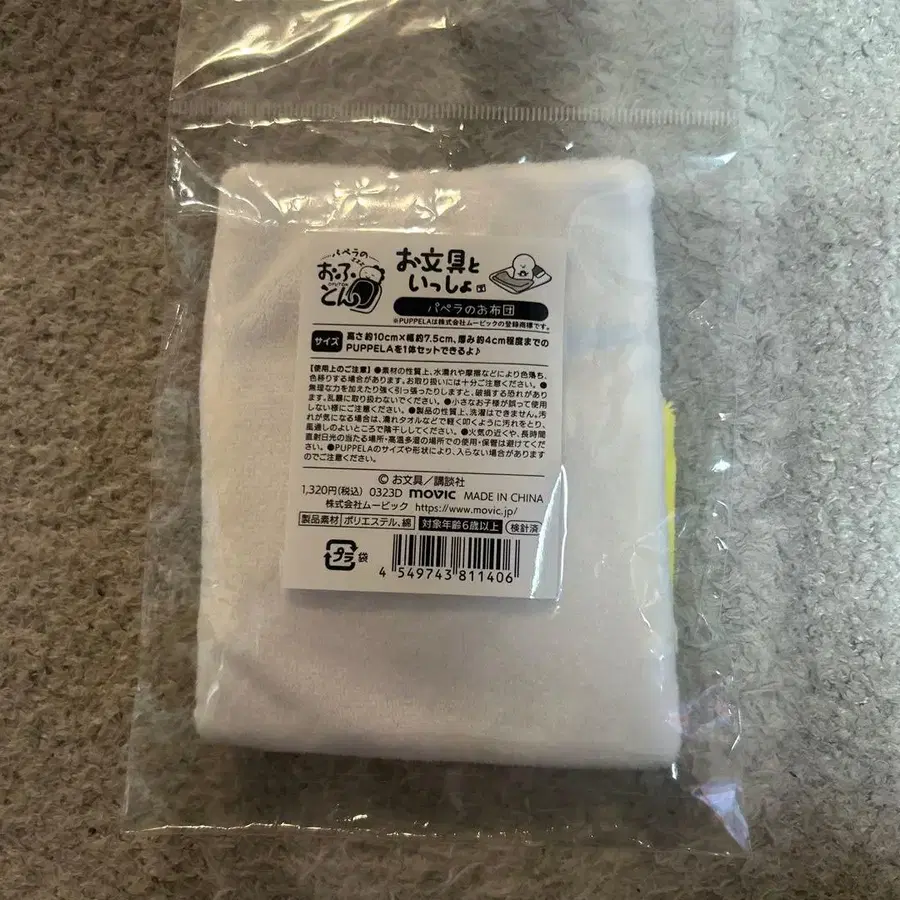 パペラの
zzz
おふ
とん
お文具と
いっしょ
パペラのお布団
※PUPPELAは株式会社ムービックの登録商標です。
サイズ 高さ約10cm×幅約7.5cm、厚み約4cm程度までの
PUPPELAを1体セットできるよ♪
【使用上のご注意】●素材の性質上、水濡れや摩擦などにより色落ち、
色移りする場合があります。お取り扱いには十分ご注意ください。●
無理な力を加えたり強く引っ張ったりしますと、破損する恐れがあり
ます。乱暴に取り扱わないでください。●小さなお子様が誤って使用
しない様にご注意ください。●製品の性質上、洗濯はできません。汚
れが気になる場合は、濡れタオルなどで軽く叩くように汚れをとり、
風通しのよいところで陰干ししてください。●火気の近くや、長時間
直射日光の当たる場所・高温多湿の場所での使用・保管は避けてくだ
さい。●PUPPELAのサイズや形状により、入らない場合があります
のでご注意ください。
© お文具／講談社
1,320円(税込) 0323D movic MADE IN CHINA
株式会社ムービック https://www.movic.jp/
製品素材 ポリエステル、綿 対象年齢6歳以上 検針済
プラ 袋
4 549743 811406